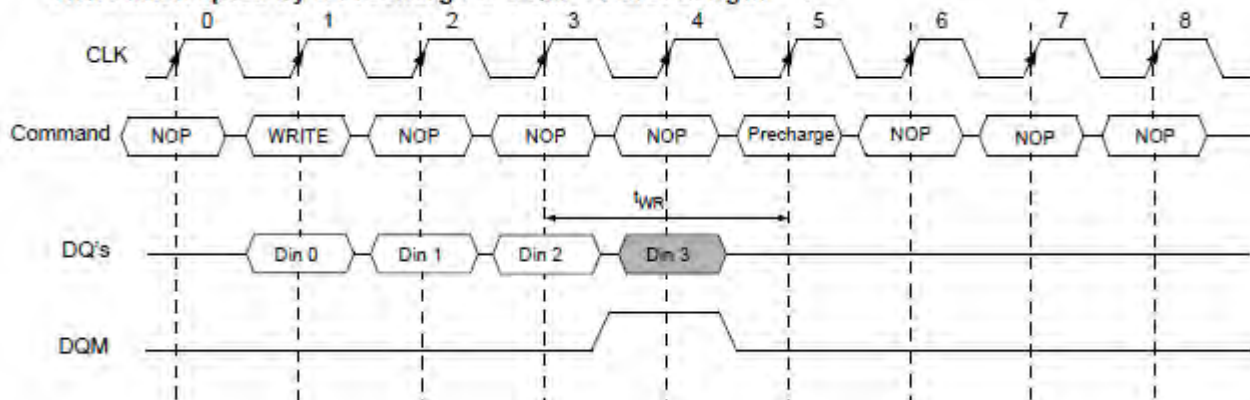 0 1 2 3 4 5 6 7 8
CLK
Command NOP WRITE NOP NOP NOP Precharge NOP NOP NOP
tWR
DQ's Din 0 Din 1 Din 2 Din 3
DQM